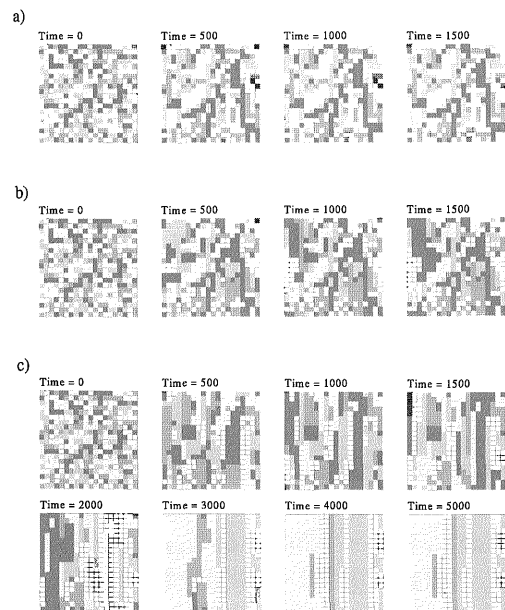 a)
Time = 0 Time = 500 Time = 1000 Time = 1500
b)
Time = 0 Time = 500 Time = 1000 Time = 1500
c)
Time = 0 Time = 500 Time = 1000 Time = 1500
Time = 2000 Time = 3000 Time = 4000 Time = 5000